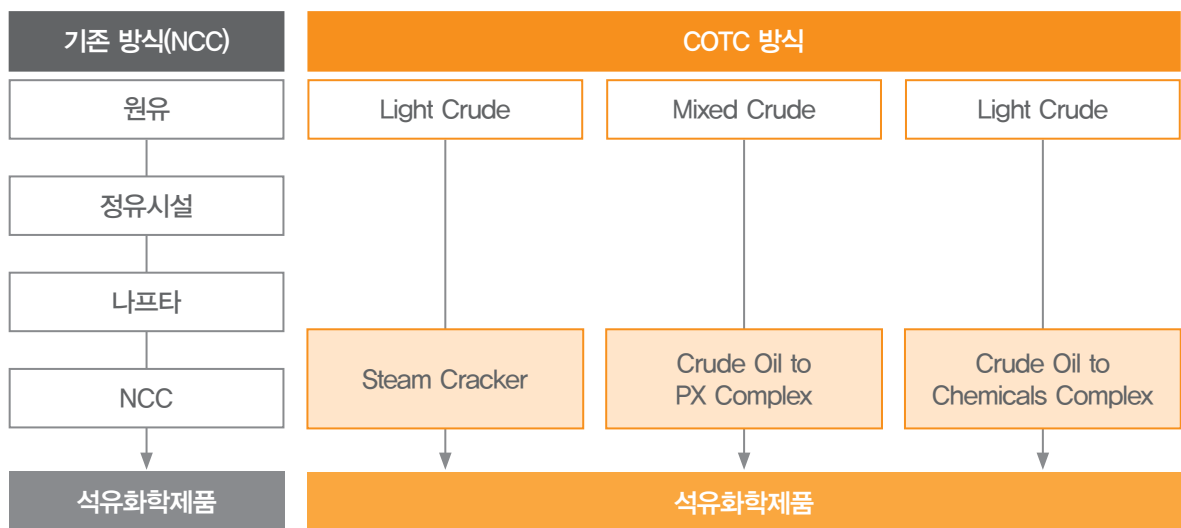 기존 방식(NCC)
원유
정유시설
나프타
NCC
석유화학제품
COTC 방식
Light Crude
Steam Cracker
Mixed Crude
Crude Oil to
PX Complex
Light Crude
Crude Oil to
Chemicals Complex
석유화학제품